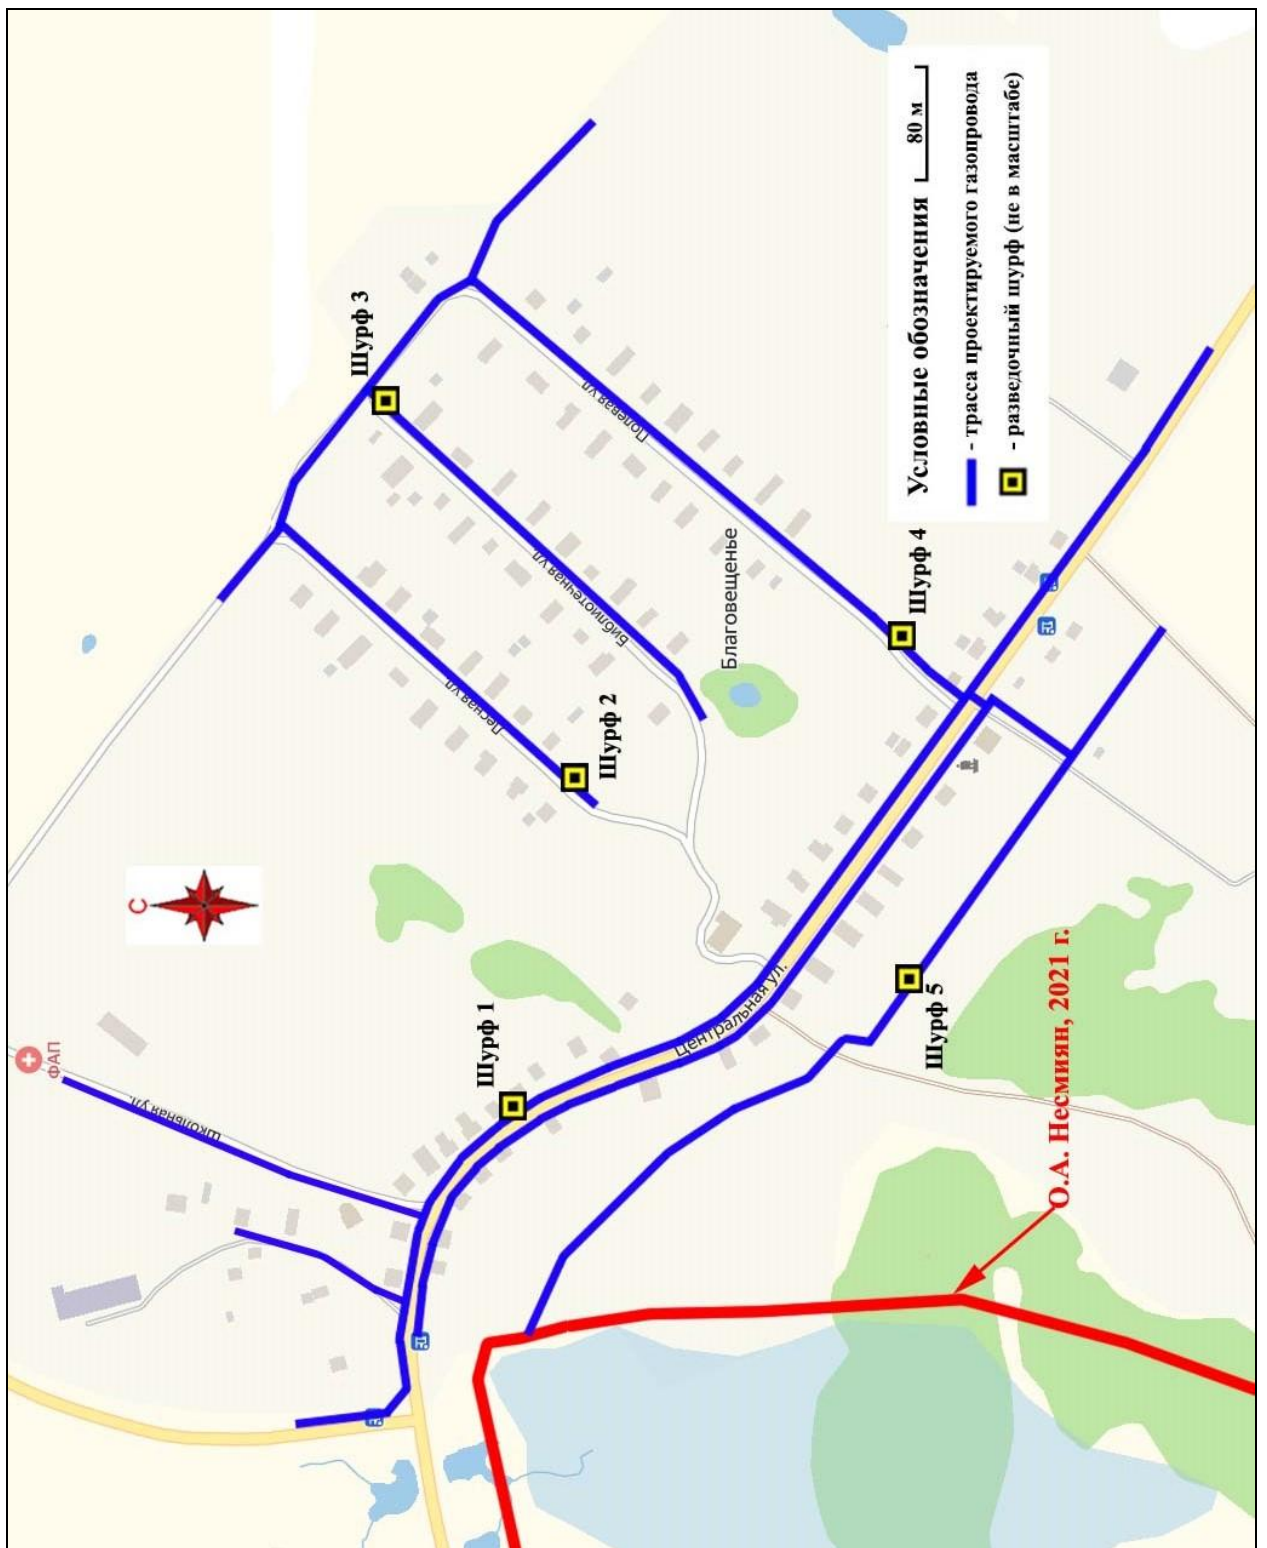 Условные обозначения
80 м
- трасса проектируемого газопровода
- разведочный шурф (не в масштабе)
Шурф 3
Полевая ул
Библиотечная ул.
Благовещенье
Шурф 4
Лесная ул
Шурф 2
С
Шурф 1
ФАП
школьная ул.
Центральная ул.
Шурф 5
О.А. Несмиян, 2021 г.